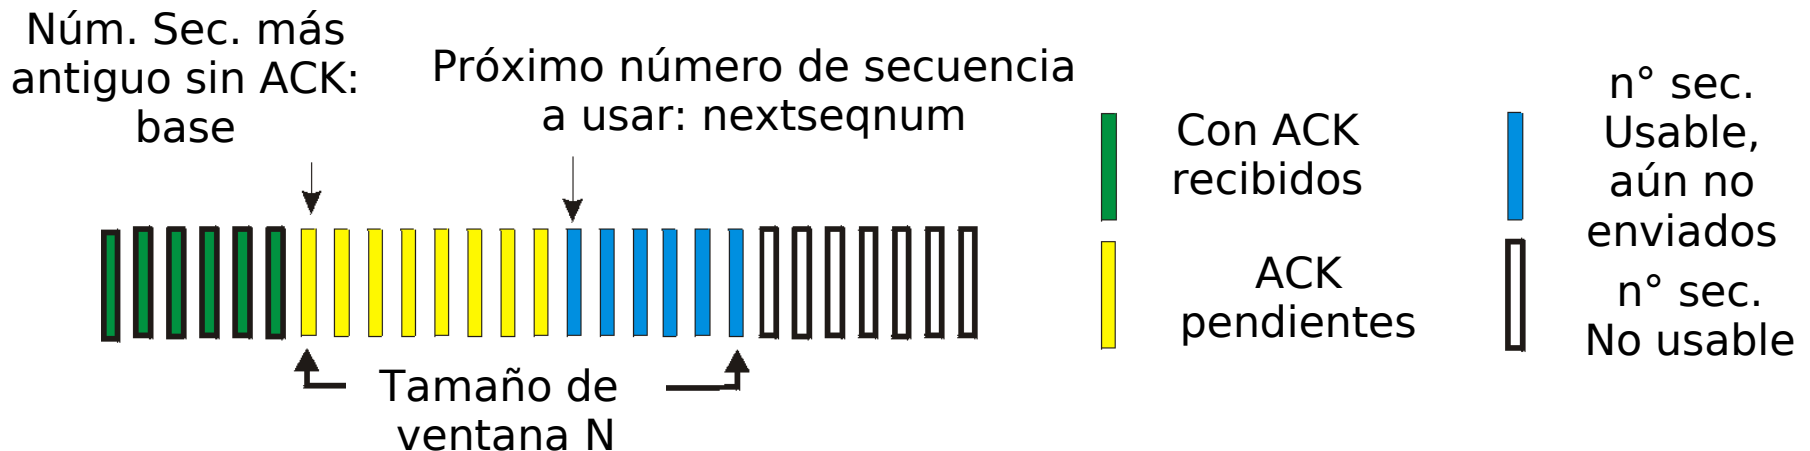 Núm. Sec. más
antiguo sin ACK:
base
Próximo número de secuencia
a usar: nextseqnum
Tamaño de
ventana N
Con ACK
recibidos
ACK
pendientes
n° sec.
Usable,
aún no
enviados
n° sec.
No usable